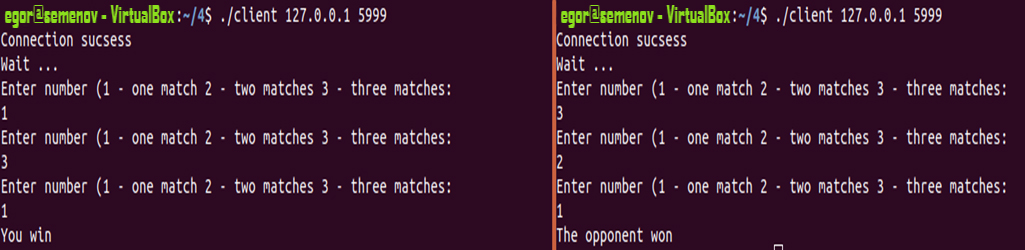 egor@semenov-VirtualBox:~/4$ ./client 127.0.0.1 5999
Connection sucsess
Wait ...
Enter number (1 - one match 2 - two matches 3 - three matches:
1
Enter number (1 - one match 2 - two matches 3 - three matches:
3
Enter number (1 - one match 2 - two matches 3 - three matches:
1
You win
egor@semenov-VirtualBox:~/4$ ./client 127.0.0.1 5999
Connection sucsess
Wait ...
Enter number (1 - one match 2 - two matches 3 - three matches:
3
Enter number (1 - one match 2 - two matches 3 - three matches:
2
Enter number (1 - one match 2 - two matches 3 - three matches:
1
The opponent won